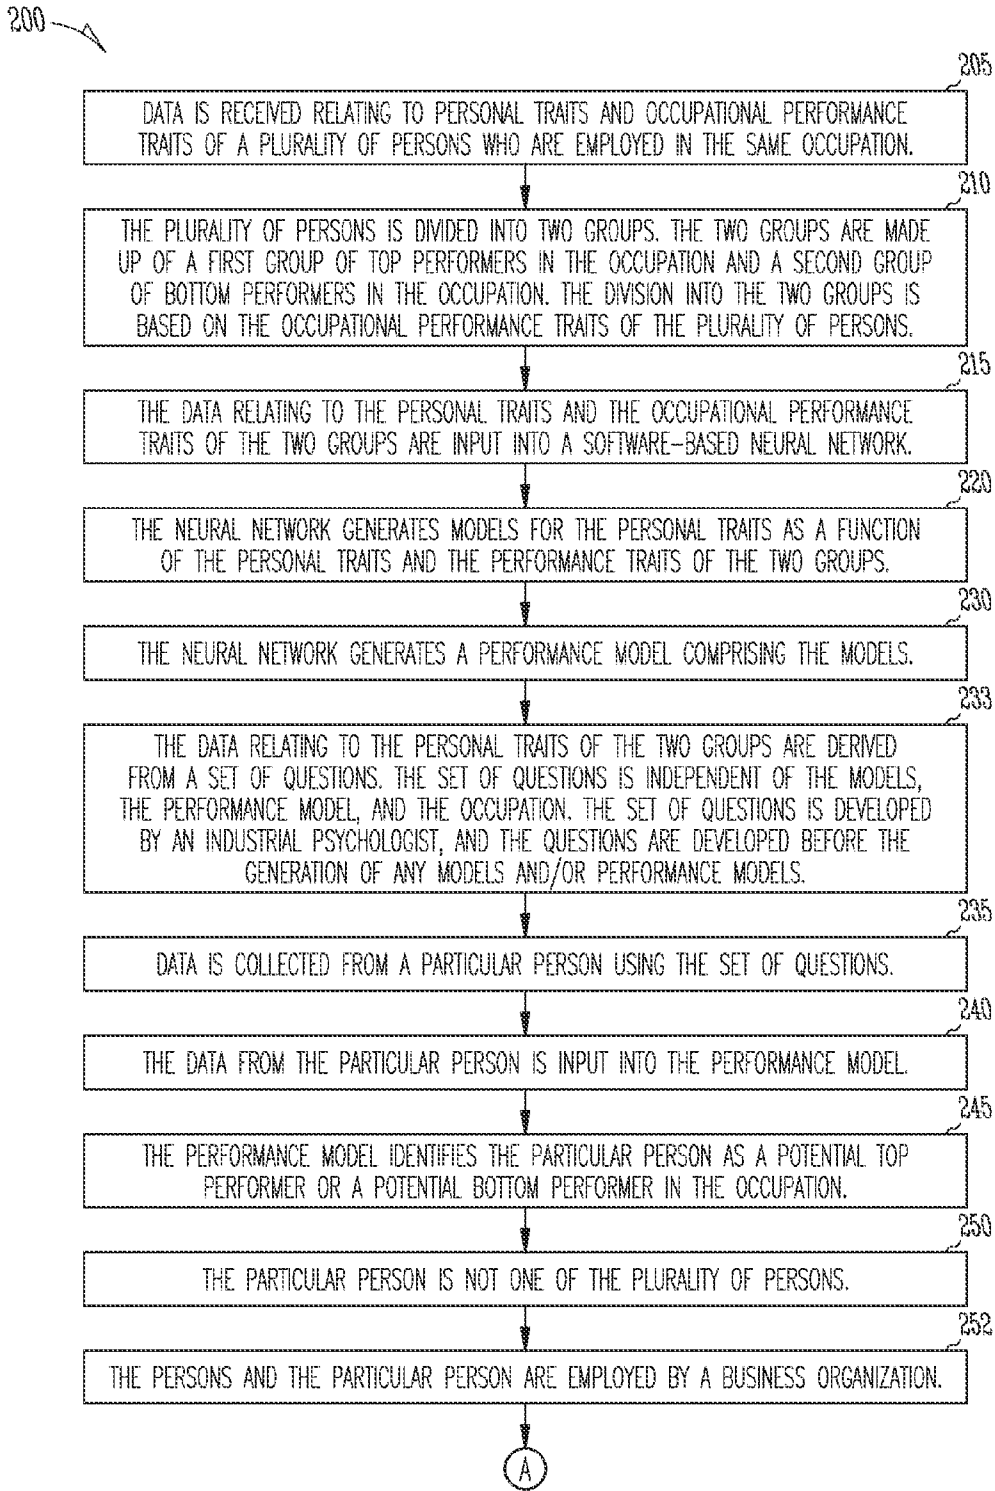 200
205
DATA IS RECEIVED RELATING TO PERSONAL TRAITS AND OCCUPATIONAL PERFORMANCE
TRAITS OF A PLURALITY OF PERSONS WHO ARE EMPLOYED IN THE SAME OCCUPATION.
210
THE PLURALITY OF PERSONS IS DIVIDED INTO TWO GROUPS. THE TWO GROUPS ARE MADE
UP OF A FIRST GROUP OF TOP PERFORMERS IN THE OCCUPATION AND A SECOND GROUP
OF BOTTOM PERFORMERS IN THE OCCUPATION. THE DIVISION INTO THE TWO GROUPS IS
BASED ON THE OCCUPATIONAL PERFORMANCE TRAITS OF THE PLURALITY OF PERSONS.
215
THE DATA RELATING TO THE PERSONAL TRAITS AND THE OCCUPATIONAL PERFORMANCE
TRAITS OF THE TWO GROUPS ARE INPUT INTO A SOFTWARE-BASED NEURAL NETWORK.
220
THE NEURAL NETWORK GENERATES MODELS FOR THE PERSONAL TRAITS AS A FUNCTION
OF THE PERSONAL TRAITS AND THE PERFORMANCE TRAITS OF THE TWO GROUPS.
230
THE NEURAL NETWORK GENERATES A PERFORMANCE MODEL COMPRISING THE MODELS.
233
THE DATA RELATING TO THE PERSONAL TRAITS OF THE TWO GROUPS ARE DERIVED
FROM A SET OF QUESTIONS. THE SET OF QUESTIONS IS INDEPENDENT OF THE MODELS,
THE PERFORMANCE MODEL, AND THE OCCUPATION. THE SET OF QUESTIONS IS DEVELOPED
BY AN INDUSTRIAL PSYCHOLOGIST, AND THE QUESTIONS ARE DEVELOPED BEFORE THE
GENERATION OF ANY MODELS AND/OR PERFORMANCE MODELS.
235
DATA IS COLLECTED FROM A PARTICULAR PERSON USING THE SET OF QUESTIONS.
240
THE DATA FROM THE PARTICULAR PERSON IS INPUT INTO THE PERFORMANCE MODEL.
245
THE PERFORMANCE MODEL IDENTIFIES THE PARTICULAR PERSON AS A POTENTIAL TOP
PERFORMER OR A POTENTIAL BOTTOM PERFORMER IN THE OCCUPATION.
250
THE PARTICULAR PERSON IS NOT ONE OF THE PLURALITY OF PERSONS.
252
THE PERSONS AND THE PARTICULAR PERSON ARE EMPLOYED BY A BUSINESS ORGANIZATION.
A